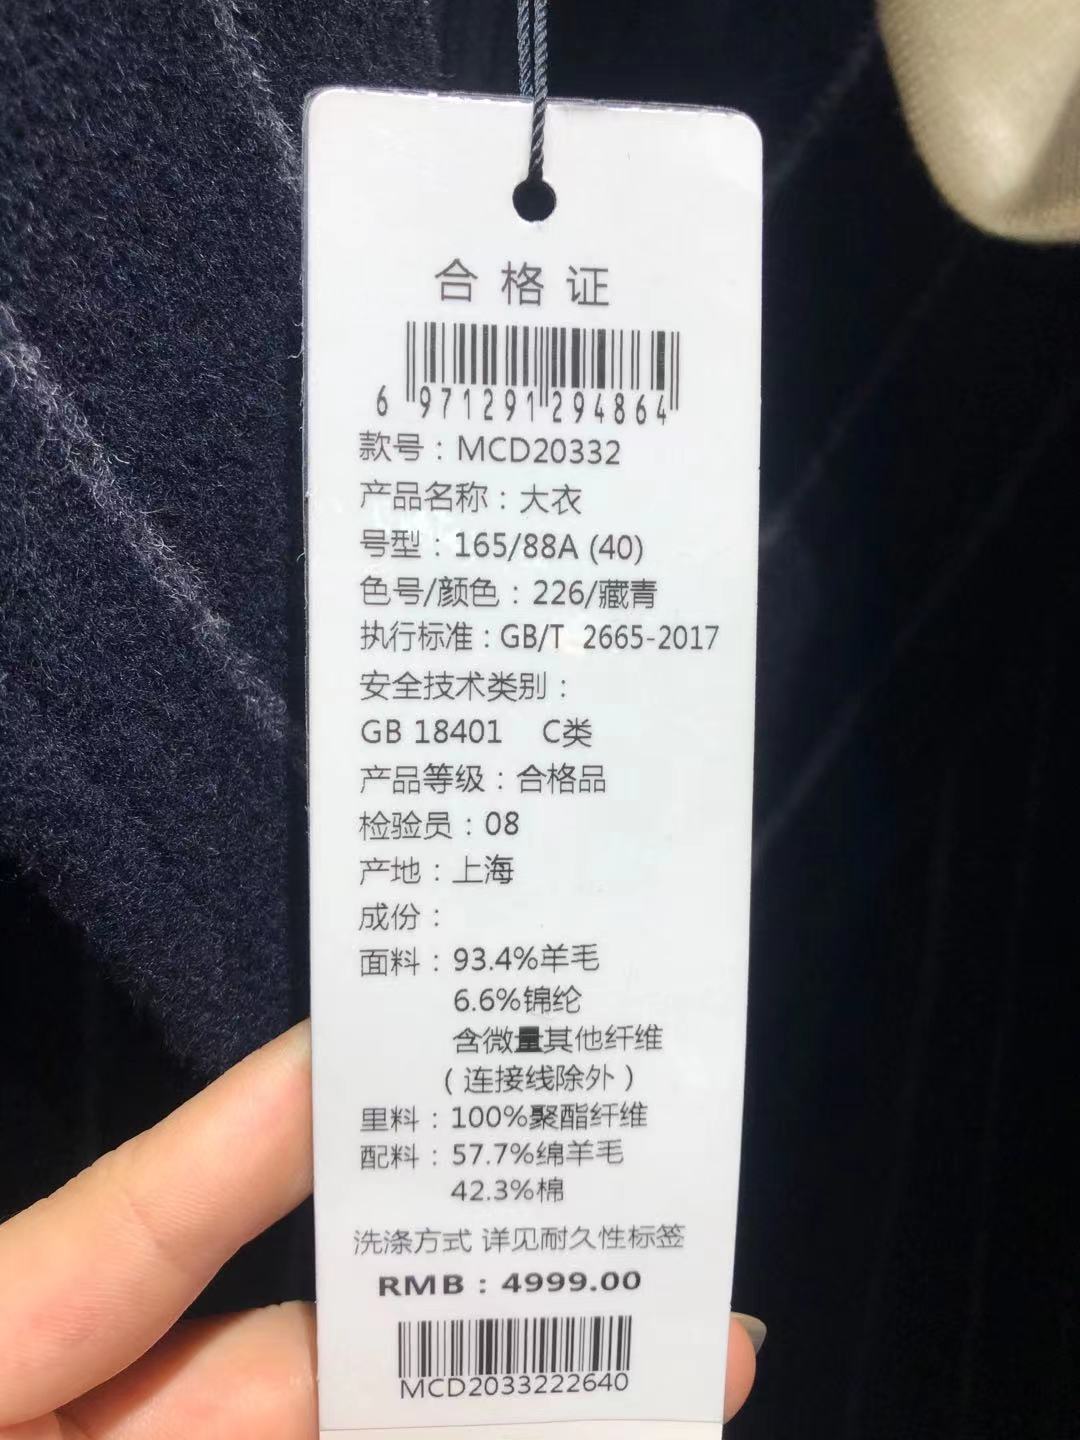 合格证
6 971291 294864
款号：MCD20332
产品名称：大衣
号型：165/88A (40)
色号/颜色：226/藏青
执行标准：GB/T 2665-2017
安全技术类别：
GB 18401 C类
产品等级：合格品
检验员：08
产地：上海
成份：
面料：93.4%羊毛
6.6%锦纶
含微量其他纤维
（连接线除外）
里料：100%聚酯纤维
配料：57.7%绵羊毛
42.3%棉
洗涤方式 详见耐久性标签
RMB：4999.00
MCD2033222640